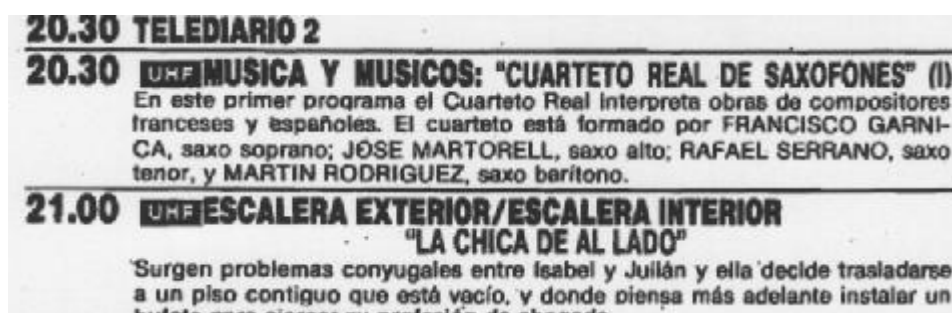 20.30 TELEDIARIO 2
20.30 UHF MUSICA Y MUSICOS: "CUARTETO REAL DE SAXOFONES" (I)
En este primer programa el Cuarteto Real interpreta obras de compositores
franceses y españoles. El cuarteto está formado por FRANCISCO GARNI-
CA, saxo soprano; JOSE MARTORELL, saxo alto; RAFAEL SERRANO, saxo
tenor, y MARTIN RODRIGUEZ, saxo barítono.
21.00 UHF ESCALERA EXTERIOR/ESCALERA INTERIOR
"LA CHICA DE AL LADO"
Surgen problemas conyugales entre Isabel y Julián y ella decide trasladarse
a un piso contiguo que está vacío, y donde piensa más adelante instalar un